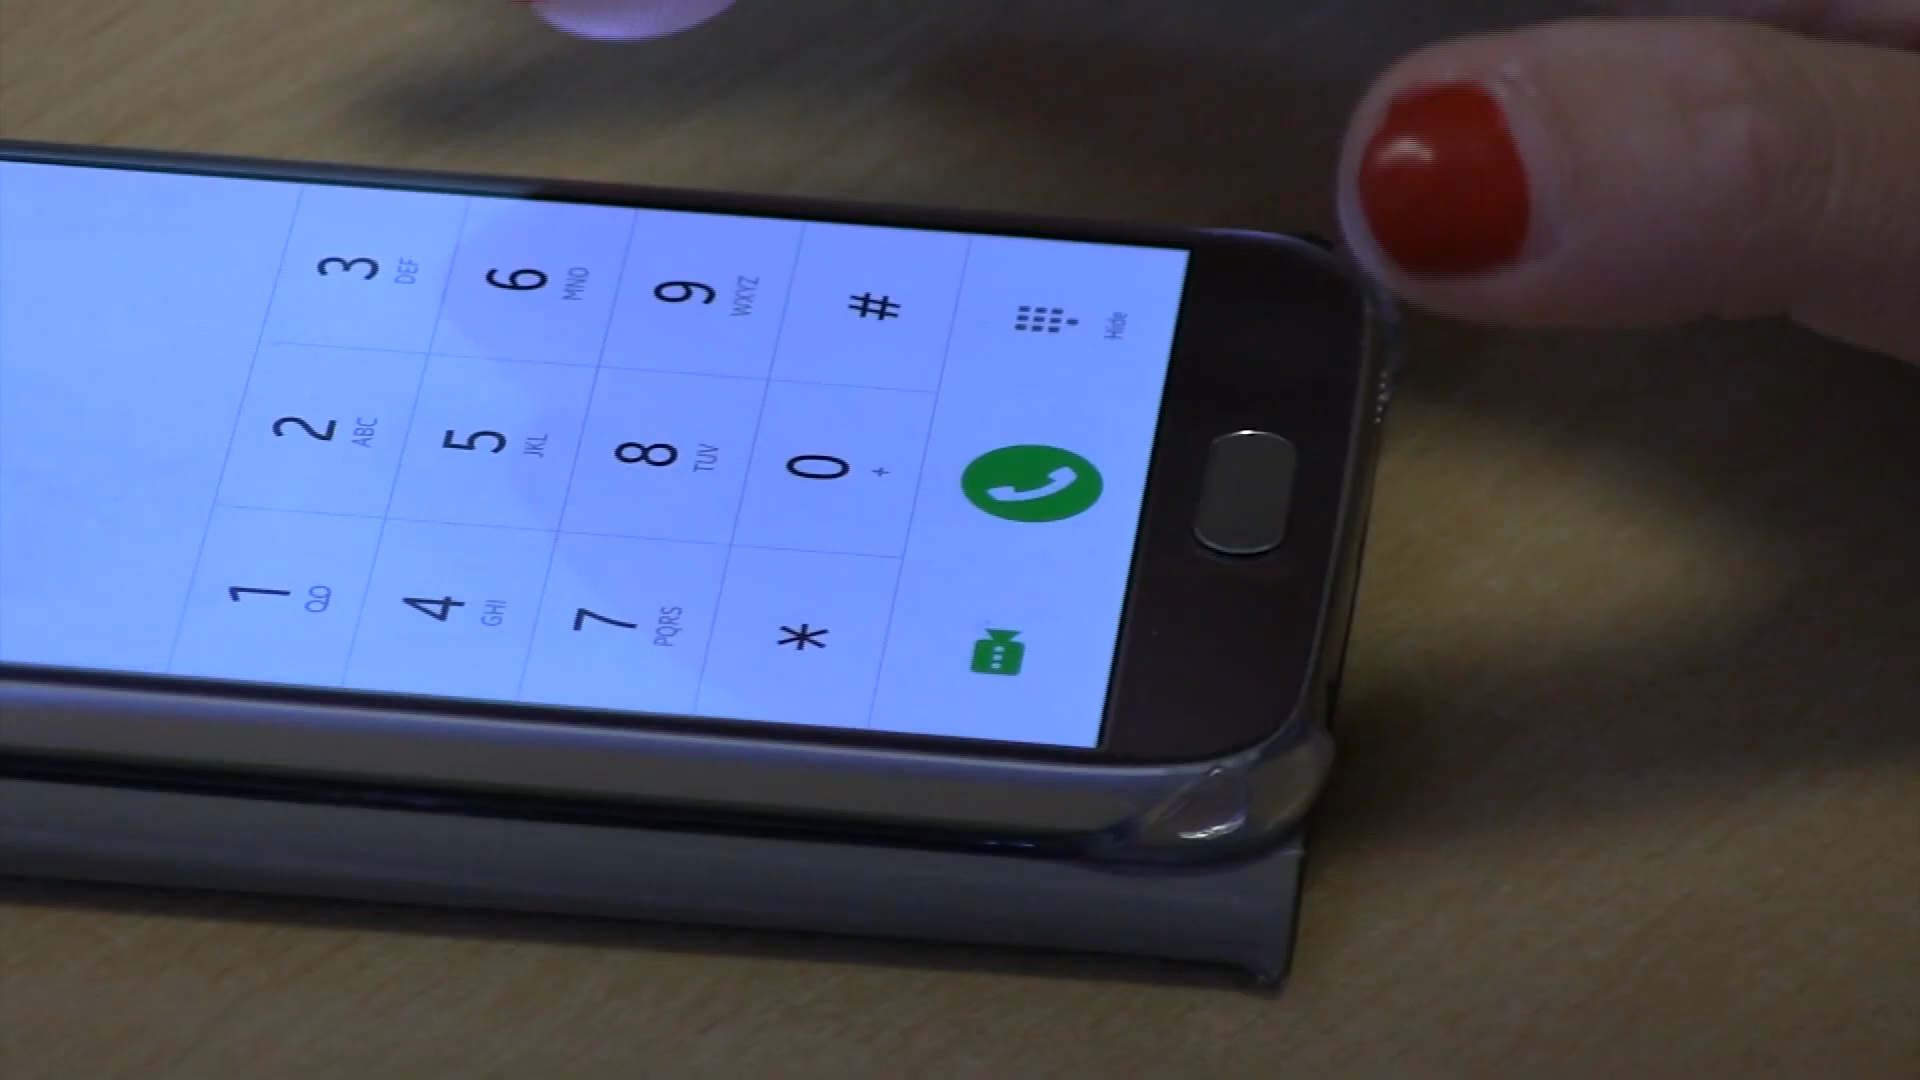 1
2 ABC
3 DEF
4 GHI
5 JKL
6 MNO
7 PQRS
8 TUV
9 WXYZ
*
0 +
#
Hide